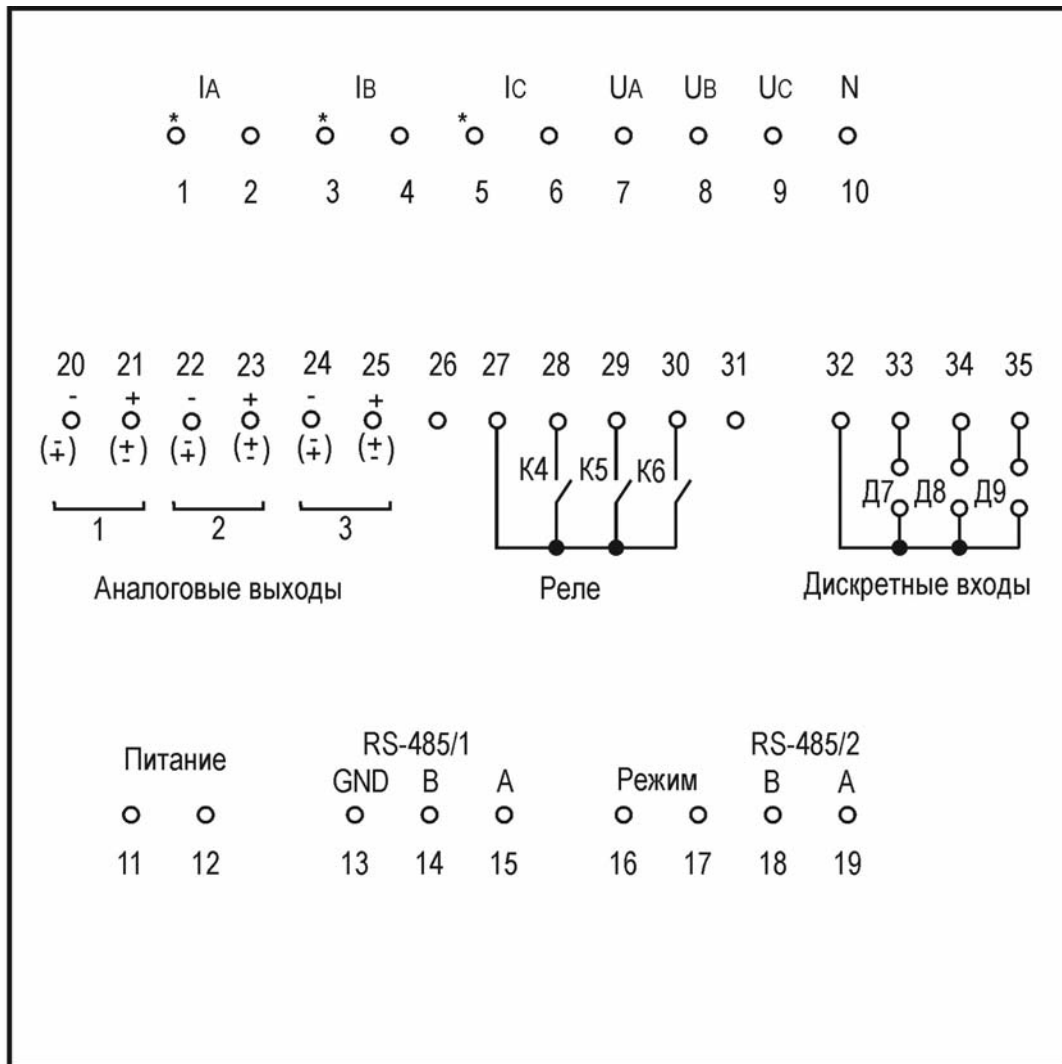 IA IB IC UA UB UC N
* * *
1 2 3 4 5 6 7 8 9 10
20 21 22 23 24 25 26 27 28 29 30 31 32 33 34 35
- + - + - +
(-+) (+-) (-+) (+-) (-+) (+-)
К4 К5 К6
Д7 Д8 Д9
1 2 3
Аналоговые выходы Реле Дискретные входы
RS-485/1 RS-485/2
Питание
GND B A Режим B A
11 12 13 14 15 16 17 18 19